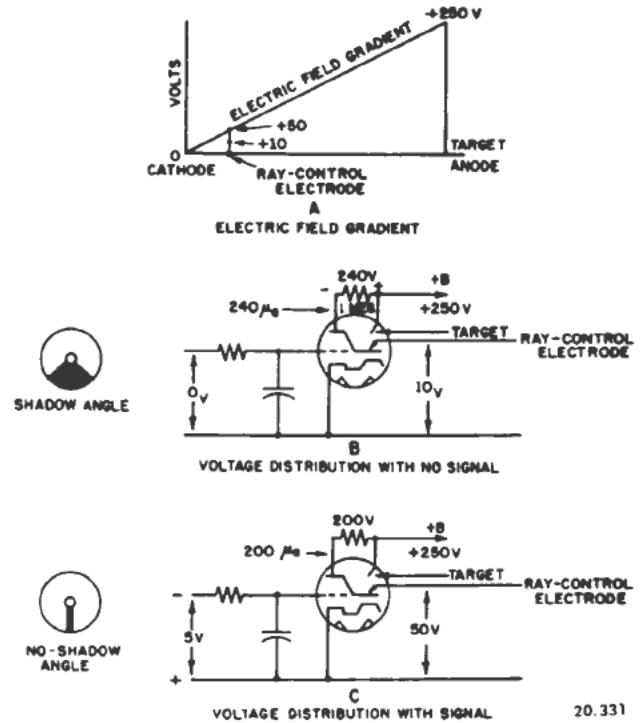 +250 V
VOLTS
ELECTRIC FIELD GRADIENT
+50
+10
0
CATHODE
RAY-CONTROL
ELECTRODE
TARGET
ANODE
A
ELECTRIC FIELD GRADIENT
240V
- +
+B
+250V
240
1
TARGET
RAY-CONTROL
ELECTRODE
0V
10V
SHADOW ANGLE
B
VOLTAGE DISTRIBUTION WITH NO SIGNAL
200V
+B
+250V
200
TARGET
RAY-CONTROL
ELECTRODE
-
5V
50V
+
NO-SHADOW
ANGLE
C
VOLTAGE DISTRIBUTION WITH SIGNAL
20.331